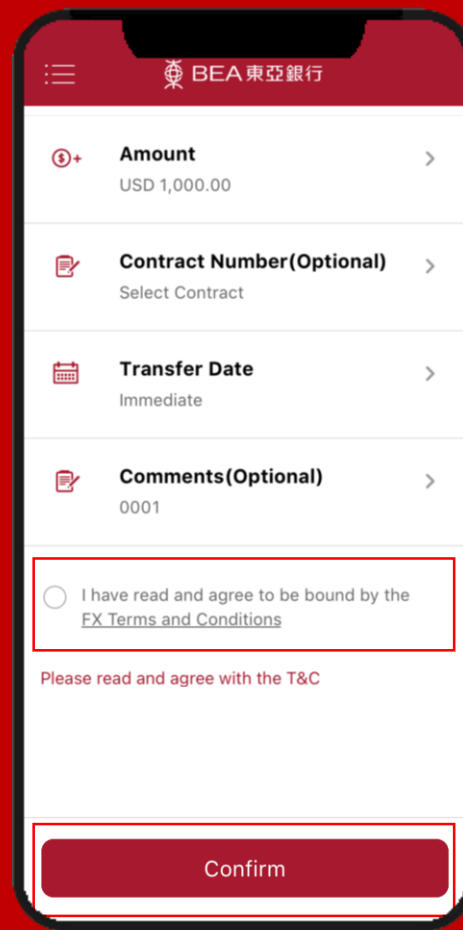 BEA東亞銀行
Amount
USD 1,000.00
Contract Number(Optional)
Select Contract
Transfer Date
Immediate
Comments(Optional)
0001
I have read and agree to be bound by the
FX Terms and Conditions
Please read and agree with the T&C
Confirm